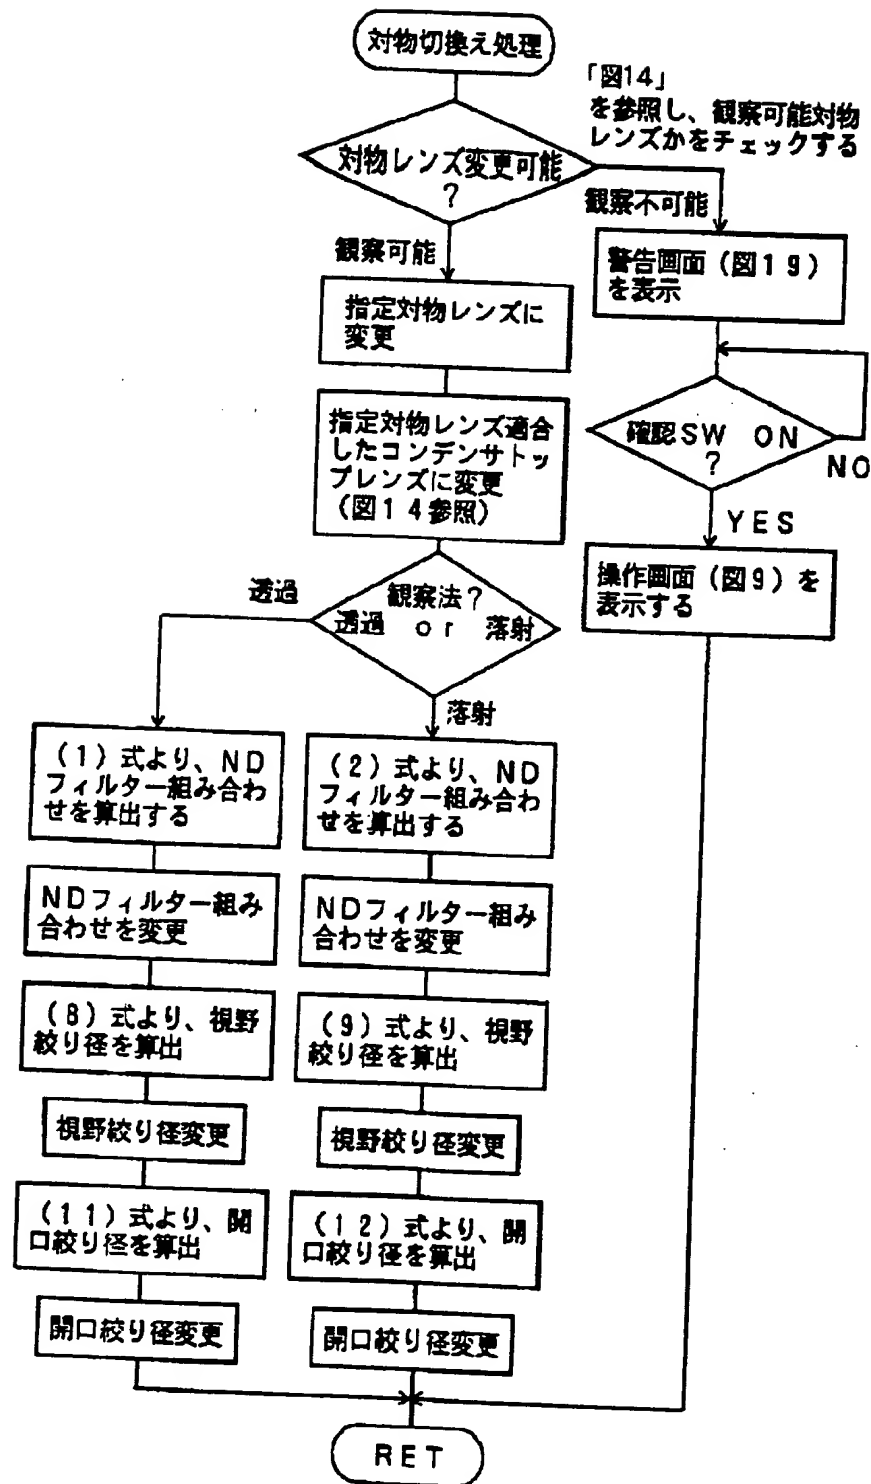 対物切換え処理
「図14」
を参照し、観察可能対物
レンズかをチェックする
対物レンズ変更可能
?
観察不可能
観察可能
警告画面(図19)
を表示
指定対物レンズに
変更
確認SW ON
?
NO
YES
指定対物レンズ適合
したコンデンサトッ
プレンズに変更
(図14参照)
操作画面(図9)を
表示する
観察法?
透過 or 落射
透過
落射
(1)式より、ND
フィルター組み合わ
せを算出する
NDフィルター組み
合わせを変更
(8)式より、視野
絞り径を算出
視野絞り径変更
(11)式より、開
口絞り径を算出
開口絞り径変更
(2)式より、ND
フィルター組み合わ
せを算出する
NDフィルター組み
合わせを変更
(9)式より、視野
絞り径を算出
視野絞り径変更
(12)式より、開
口絞り径を算出
開口絞り径変更
RET